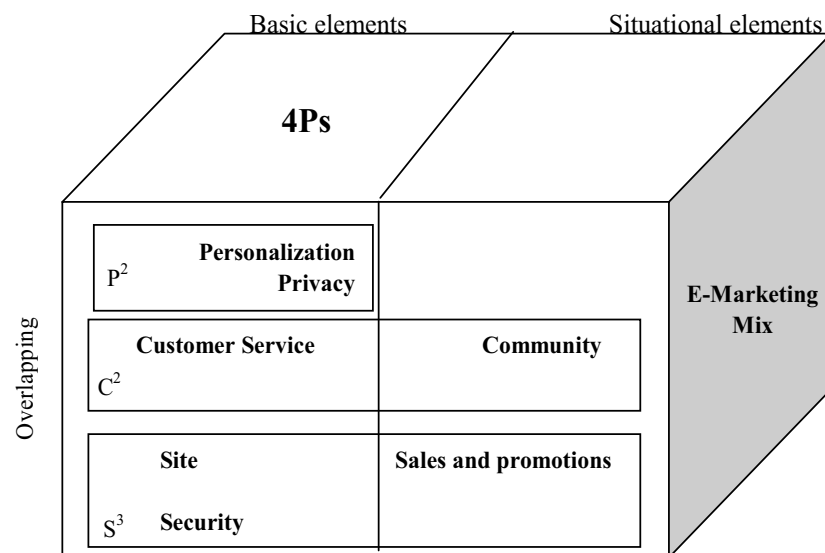 Basic elements
Situational elements
4Ps
Personalization
Privacy
P²
E-Marketing
Mix
Customer Service
Community
C²
Overlapping
Site
Sales and promotions
Security
S³